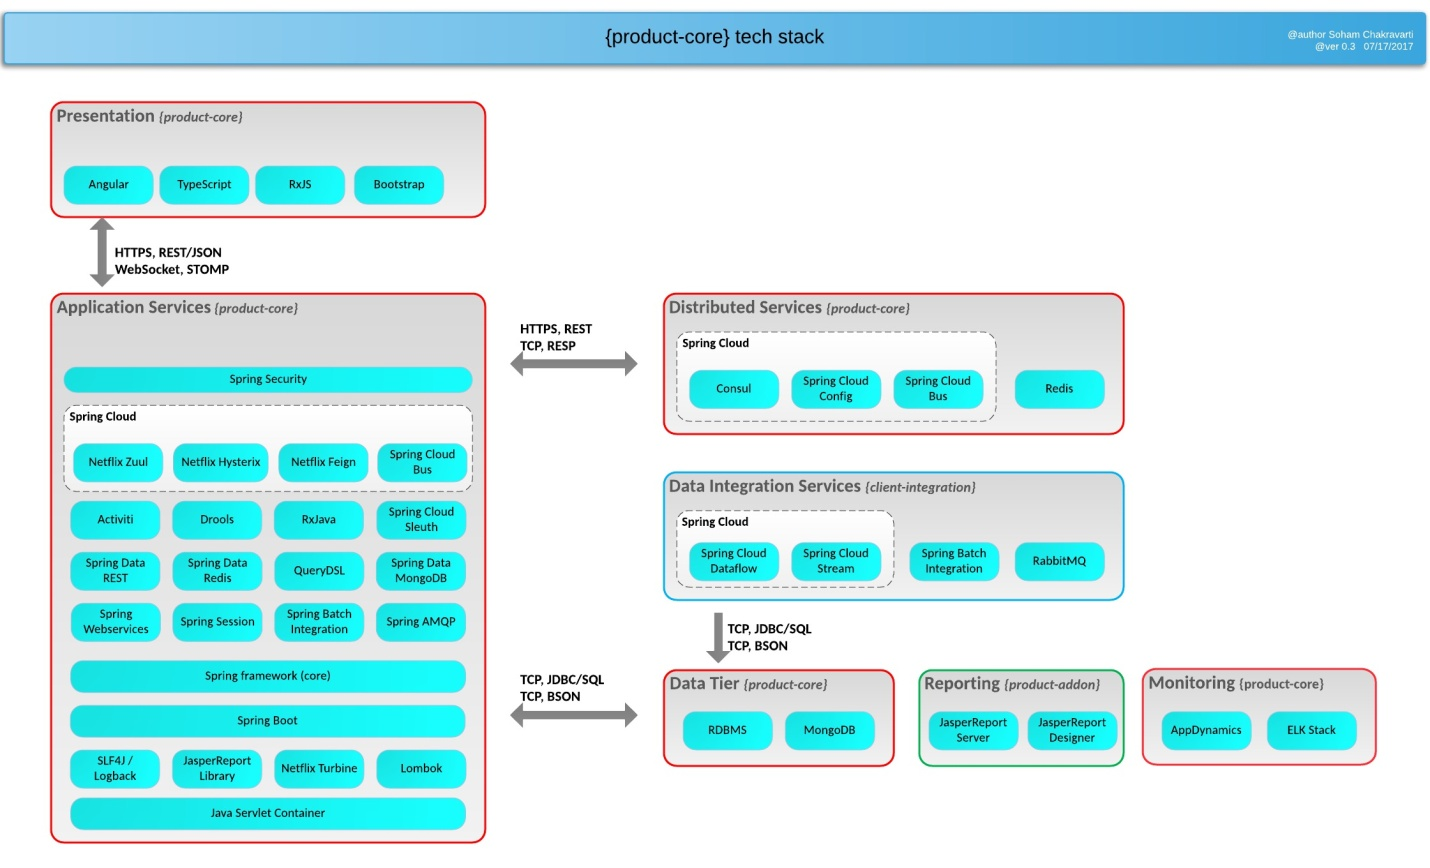 {product-core} tech stack
@author Soham Chakravarti
@ver 0.3 07/17/2017
Presentation {product-core}
Angular
TypeScript
RxJS
Bootstrap
HTTPS, REST/JSON
WebSocket, STOMP
Application Services {product-core}
Spring Security
Spring Cloud
Netflix Zuul
Netflix Hysterix
Netflix Feign
Spring Cloud
Bus
Activiti
Drools
RxJava
Spring Cloud
Sleuth
Spring Data
REST
Spring Data
Redis
QueryDSL
Spring Data
MongoDB
Spring
Webservices
Spring Session
Spring Batch
Integration
Spring AMQP
Spring framework (core)
Spring Boot
SLF4J /
Logback
JasperReport
Library
Netflix Turbine
Lombok
Java Servlet Container
HTTPS, REST
TCP, RESP
Distributed Services {product-core}
Spring Cloud
Consul
Spring Cloud
Config
Spring Cloud
Bus
Redis
Data Integration Services {client-integration}
Spring Cloud
Spring Cloud
Dataflow
Spring Cloud
Stream
Spring Batch
Integration
RabbitMQ
TCP, JDBC/SQL
TCP, BSON
TCP, JDBC/SQL
TCP, BSON
Data Tier {product-core}
RDBMS
MongoDB
Reporting {product-addon}
JasperReport
Server
JasperReport
Designer
Monitoring {product-core}
AppDynamics
ELK Stack